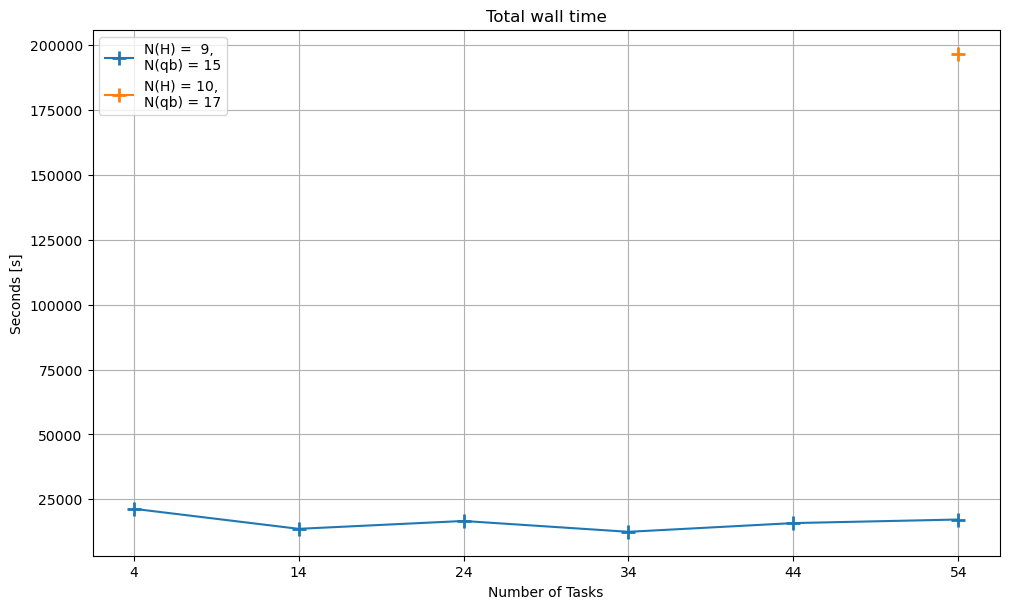 Total wall time
N(H) =  9,
N(qb) = 15
N(H) = 10,
N(qb) = 17
200000
175000
150000
125000
100000
75000
50000
25000
Seconds [s]
4 14 24 34 44 54
Number of Tasks